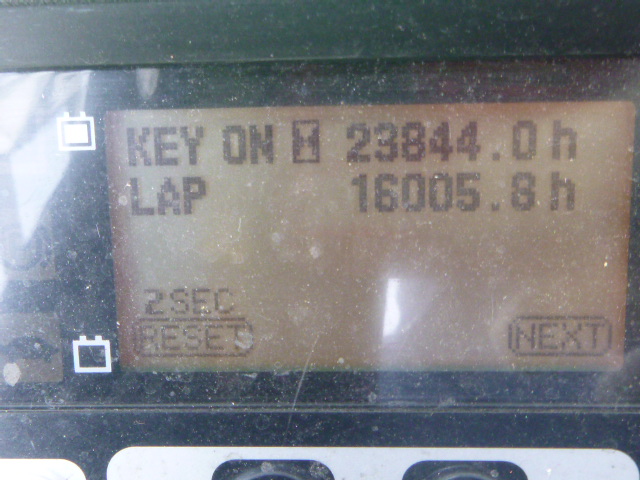 KEY ON H 23844.0 h
LAP 16005.8 h
2SEC
RESET
NEXT